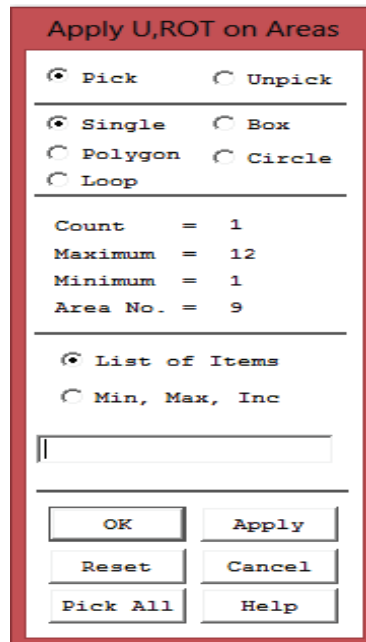 Apply U,ROT on Areas
Pick Unpick
Single Box
Polygon Circle
Loop
Count = 1
Maximum = 12
Minimum = 1
Area No. = 9
List of Items
Min, Max, Inc
OK Apply
Reset Cancel
Pick All Help